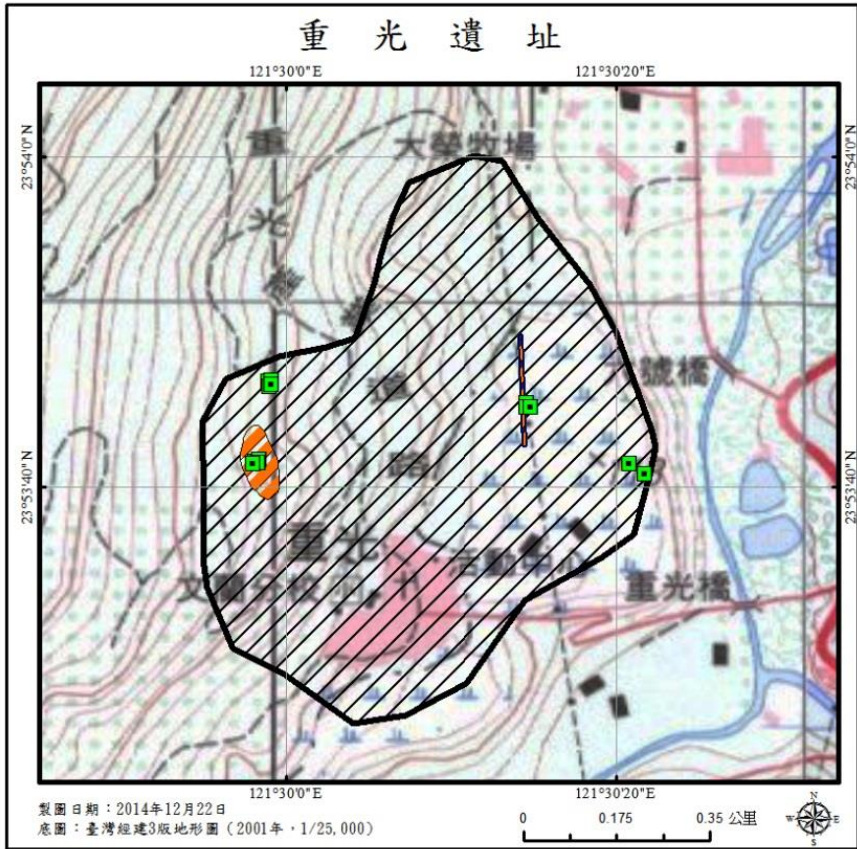 重光遺址
121°30'0"E
121°30'20"E
23°54'0"N
23°54'0"N
大榮牧場
重
光
產
業
道
路
號橋
23°53'40"N
23°53'40"N
重光
活動中心
文蘭分校
重光橋
121°30'0"E
121°30'20"E
製圖日期：2014年12月22日
底圖：臺灣經建3版地形圖（2001年，1/25,000）
0
0.175
0.35 公里
N
W
E
S